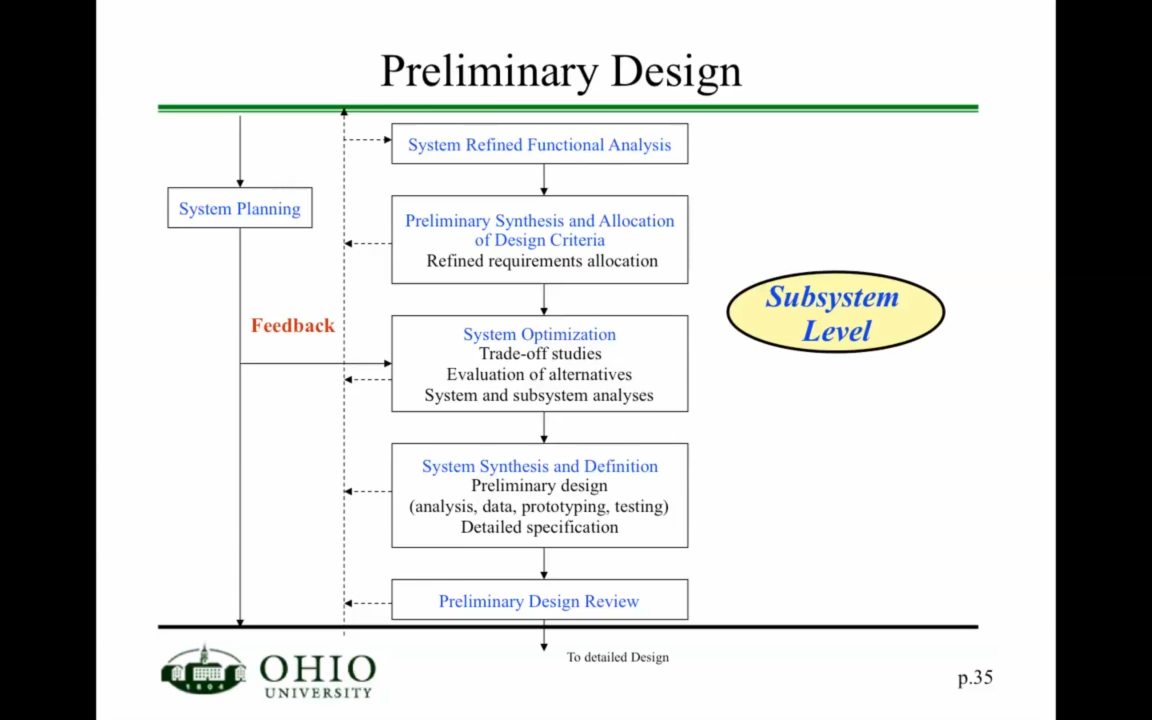 Preliminary Design
System Refined Functional Analysis
System Planning
Preliminary Synthesis and Allocation
of Design Criteria
Refined requirements allocation
Feedback
System Optimization
Trade-off studies
Evaluation of alternatives
System and subsystem analyses
Subsystem
Level
System Synthesis and Definition
Preliminary design
(analysis, data, prototyping, testing)
Detailed specification
Preliminary Design Review
To detailed Design
1804
OHIO
UNIVERSITY
p.35